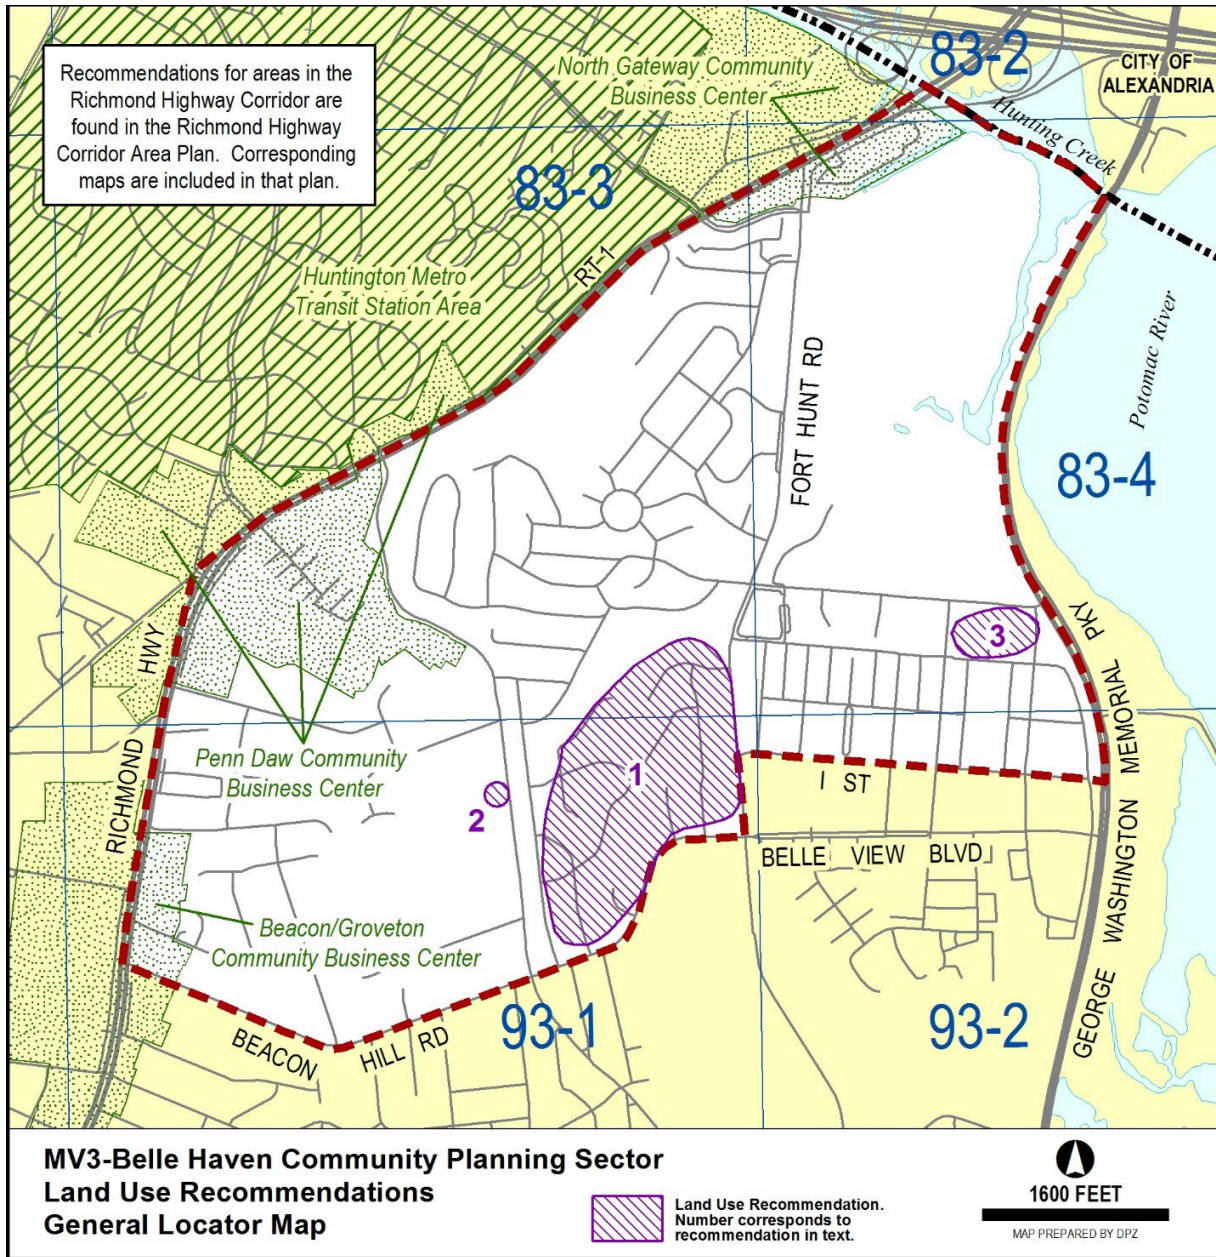 Recommendations for areas in the
Richmond Highway Corridor are
found in the Richmond Highway
Corridor Area Plan. Corresponding
maps are included in that plan.
North Gateway Community
Business Center
83-2
CITY OF
ALEXANDRIA
Hunting Creek
83-3
Huntington Metro
Transit Station Area
RT-1
Potomac River
FORT HUNT RD
83-4
RICHMOND HWY
3
GEORGE WASHINGTON MEMORIAL PKY
Penn Daw Community
Business Center
1
2
I ST
BELLE VIEW BLVD
Beacon/Groveton
Community Business Center
BEACON HILL RD
93-1
93-2
MV3-Belle Haven Community Planning Sector
Land Use Recommendations
General Locator Map
Land Use Recommendation.
Number corresponds to
recommendation in text.
1600 FEET
MAP PREPARED BY DPZ